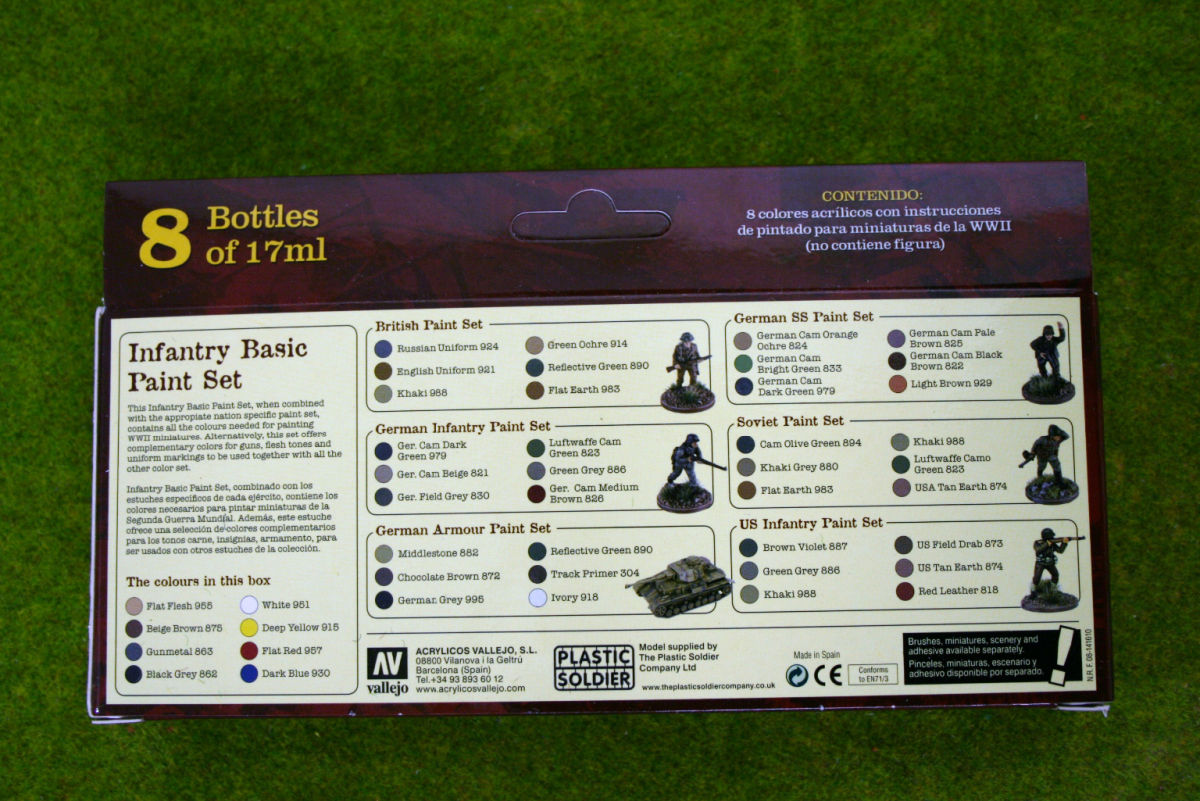 8 Bottles
of 17ml
CONTENIDO:
8 colores acrílicos con instrucciones
de pintado para miniaturas de la WWII
(no contiene figura)
Infantry Basic
Paint Set
This Infantry Basic Paint Set, when combined
with the appropiate nation specific paint set,
contains all the colours needed for painting
WWII miniatures. Alternatively, this set offers
complementary colors for guns, flesh tones and
uniform markings to be used together with all the
other color set.
Infantry Basic Paint Set, combinado con los
estuches específicos de cada ejército, contiene los
colores necesarios para pintar miniaturas de la
Segunda Guerra Mundial. Además, este estuche
ofrece una selección de colores complementarios
para los tonos carne, insignias, armamento, para
ser usados con otros estuches de la colección.
The colours in this box
Flat Flesh 955
White 951
Beige Brown 875
Deep Yellow 915
Gunmetal 863
Flat Red 957
Black Grey 862
Dark Blue 930
British Paint Set
Russian Uniform 924
Green Ochre 914
English Uniform 921
Reflective Green 890
Khaki 988
Flat Earth 983
German Infantry Paint Set
Ger. Cam Dark
Green 979
Luftwaffe Cam
Green 823
Ger. Cam Beige 821
Green Grey 886
Ger. Field Grey 830
Ger. Cam Medium
Brown 826
German Armour Paint Set
Middlestone 882
Reflective Green 890
Chocolate Brown 872
Track Primer 304
German Grey 995
Ivory 918
German SS Paint Set
German Cam Orange
Ochre 824
German Cam Pale
Brown 825
German Cam
Bright Green 833
German Cam Black
Brown 822
German Cam
Dark Green 979
Light Brown 929
Soviet Paint Set
Cam Olive Green 894
Khaki 988
Khaki Grey 880
Luftwaffe Camo
Green 823
Flat Earth 983
USA Tan Earth 874
US Infantry Paint Set
Brown Violet 887
US Field Drab 873
Green Grey 886
US Tan Earth 874
Khaki 988
Red Leather 818
AV
vallejo
ACRYLICOS VALLEJO, S.L.
08800 Vilanova i la Geltrú
Barcelona (Spain)
Tel.+34 93 893 60 12
www.acrylicosvallejo.com
PLASTIC
SOLDIER
Model supplied by
The Plastic Soldier
Company Ltd
www.theplasticsoldiercompany.co.uk
Made in Spain
CE
Conforms
to EN71/3
Brushes, miniatures, scenery and
adhesive available separately.
Pinceles, miniaturas, escenario y
adhesivo disponible por separado.
!
N.R.F. 08-141610